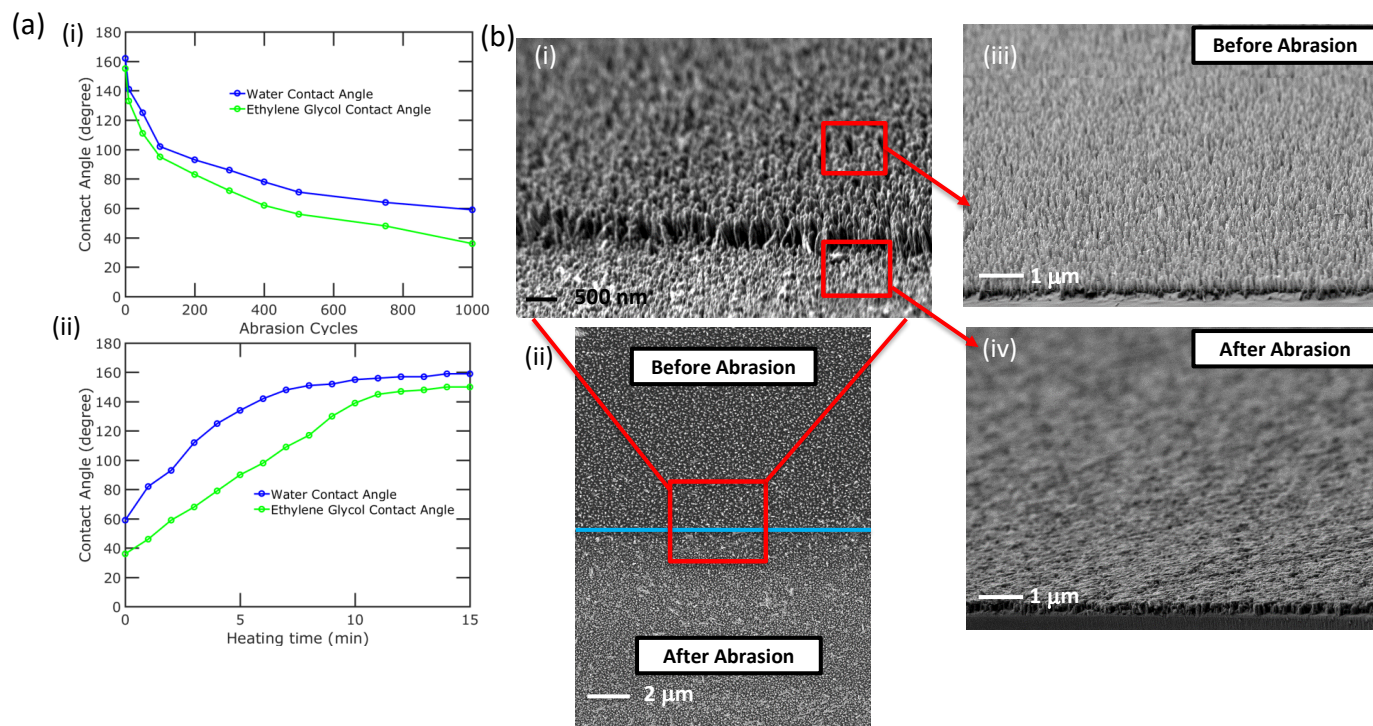 (a)
(i)
180
160
140
120
100
80
60
40
20
0
0
200
400
600
800
1000
Contact Angle (degree)
Abrasion Cycles
Water Contact Angle
Ethylene Glycol Contact Angle
(ii)
180
160
140
120
100
80
60
40
20
0
0
5
10
15
Contact Angle (degree)
Heating time (min)
Water Contact Angle
Ethylene Glycol Contact Angle
(b)
(i)
500 nm
(ii)
Before Abrasion
After Abrasion
2 μm
(iii)
Before Abrasion
1 μm
(iv)
After Abrasion
1 μm